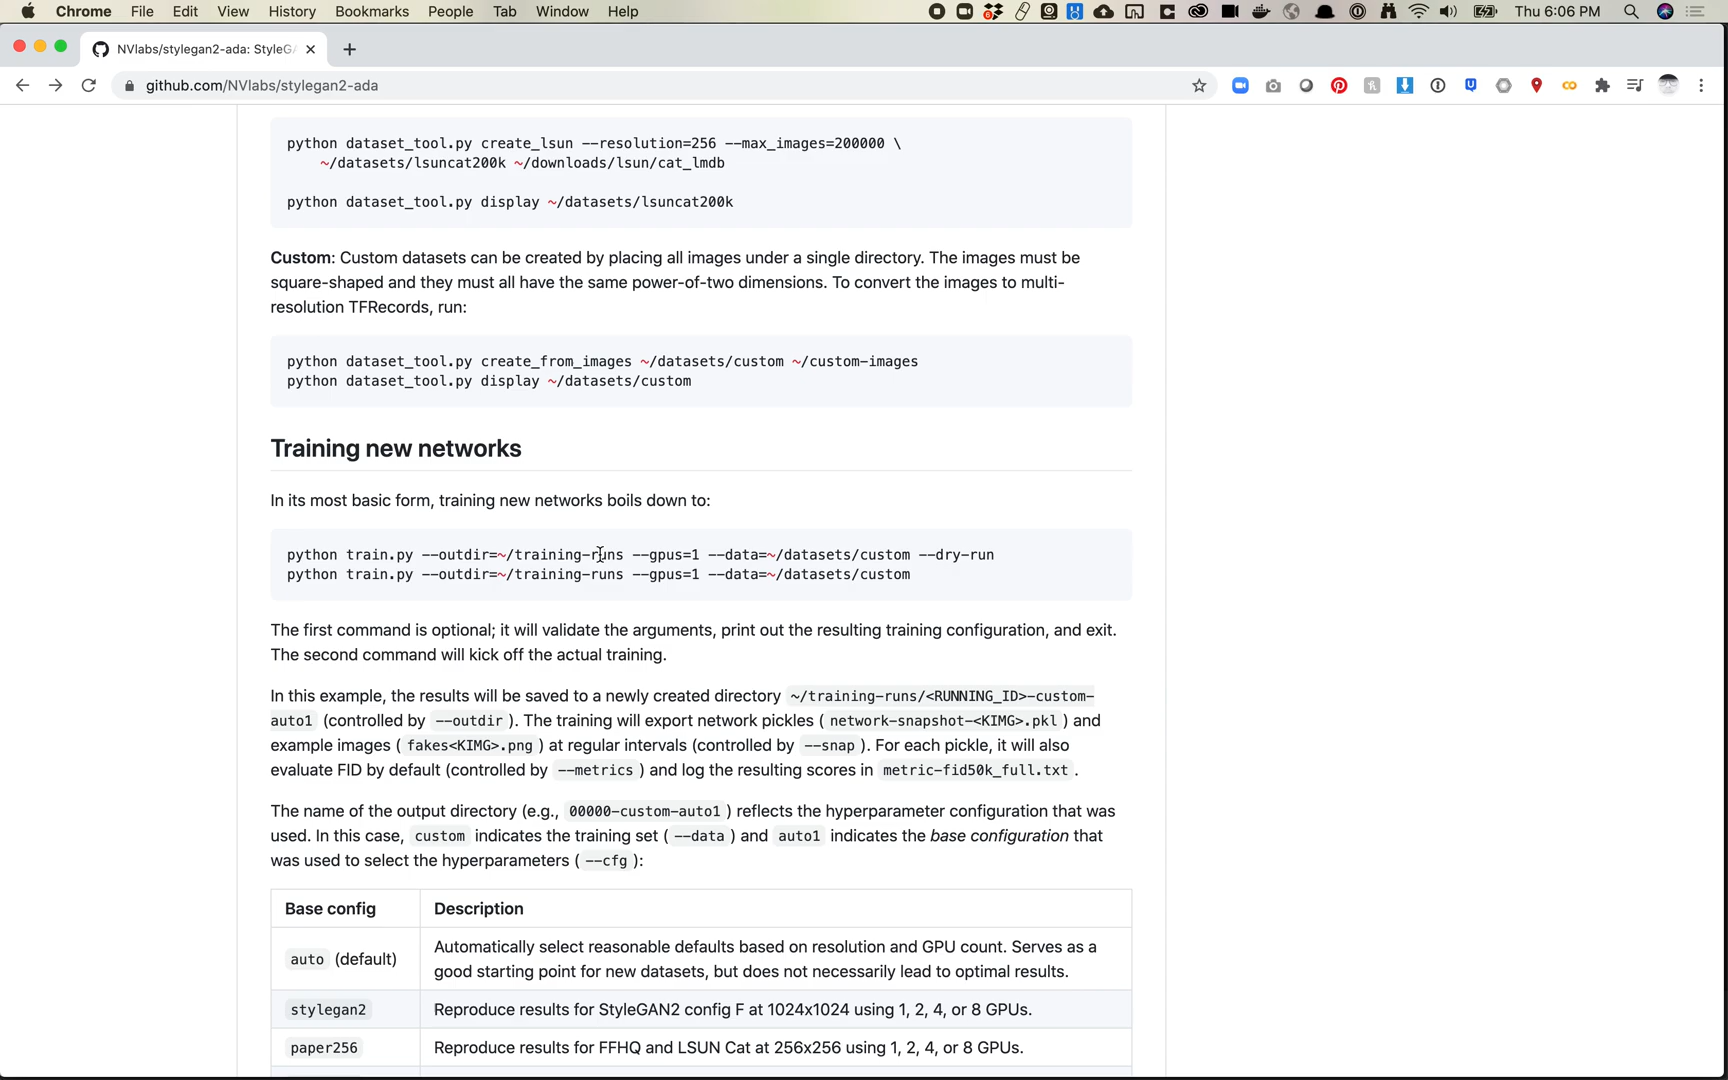 Chrome File Edit View History Bookmarks People Tab Window Help Thu 6:06 PM
NVlabs/stylegan2-ada: StyleGA
github.com/NVlabs/stylegan2-ada
python dataset_tool.py create_lsun --resolution=256 --max_images=200000 \
~/datasets/lsuncat200k ~/downloads/lsun/cat_lmdb
python dataset_tool.py display ~/datasets/lsuncat200k
Custom: Custom datasets can be created by placing all images under a single directory. The images must be
square-shaped and they must all have the same power-of-two dimensions. To convert the images to multi-
resolution TFRecords, run:
python dataset_tool.py create_from_images ~/datasets/custom ~/custom-images
python dataset_tool.py display ~/datasets/custom
Training new networks
In its most basic form, training new networks boils down to:
python train.py --outdir=~/training-runs --gpus=1 --data=~/datasets/custom --dry-run
python train.py --outdir=~/training-runs --gpus=1 --data=~/datasets/custom
The first command is optional; it will validate the arguments, print out the resulting training configuration, and exit.
The second command will kick off the actual training.
In this example, the results will be saved to a newly created directory ~/training-runs/<RUNNING_ID>-custom-
auto1 (controlled by --outdir ). The training will export network pickles ( network-snapshot-<KIMG>.pkl ) and
example images ( fakes<KIMG>.png ) at regular intervals (controlled by --snap ). For each pickle, it will also
evaluate FID by default (controlled by --metrics ) and log the resulting scores in metric-fid50k_full.txt .
The name of the output directory (e.g., 00000-custom-auto1 ) reflects the hyperparameter configuration that was
used. In this case, custom indicates the training set ( --data ) and auto1 indicates the base configuration that
was used to select the hyperparameters ( --cfg ):
Base config Description
auto (default) Automatically select reasonable defaults based on resolution and GPU count. Serves as a
good starting point for new datasets, but does not necessarily lead to optimal results.
stylegan2 Reproduce results for StyleGAN2 config F at 1024x1024 using 1, 2, 4, or 8 GPUs.
paper256 Reproduce results for FFHQ and LSUN Cat at 256x256 using 1, 2, 4, or 8 GPUs.